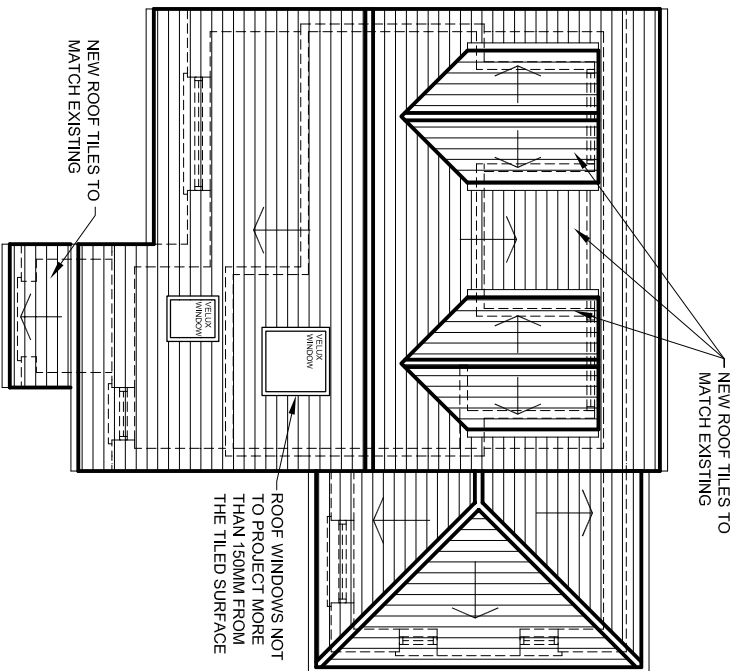 NEW ROOF TILES TO
MATCH EXISTING
NEW ROOF TILES TO
MATCH EXISTING
VELUX
WINDOW
VELUX
WINDOW
ROOF WINDOWS NOT
TO PROJECT MORE
THAN 150MM FROM
THE TILED SURFACE